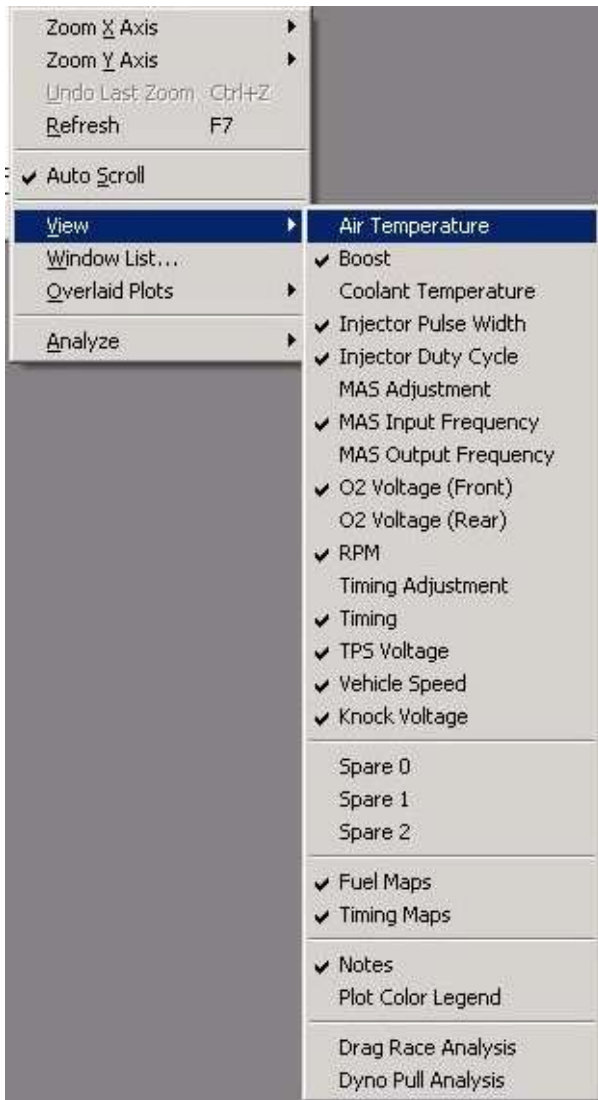 Zoom X Axis
Zoom Y Axis
Undo Last Zoom Ctrl+Z
Refresh F7
Auto Scroll
View
Window List...
Overlaid Plots
Analyze
Air Temperature
Boost
Coolant Temperature
Injector Pulse Width
Injector Duty Cycle
MAS Adjustment
MAS Input Frequency
MAS Output Frequency
O2 Voltage (Front)
O2 Voltage (Rear)
RPM
Timing Adjustment
Timing
TPS Voltage
Vehicle Speed
Knock Voltage
Spare 0
Spare 1
Spare 2
Fuel Maps
Timing Maps
Notes
Plot Color Legend
Drag Race Analysis
Dyno Pull Analysis